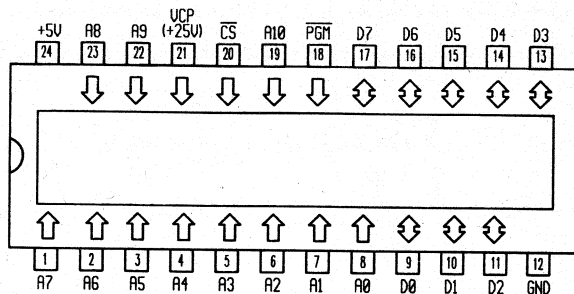 VCP
+5V A8 A9 (+25V) CS A10 PGM D7 D6 D5 D4 D3
24 23 22 21 20 19 18 17 16 15 14 13
1 2 3 4 5 6 7 8 9 10 11 12
A7 A6 A5 A4 A3 A2 A1 A0 D0 D1 D2 GND